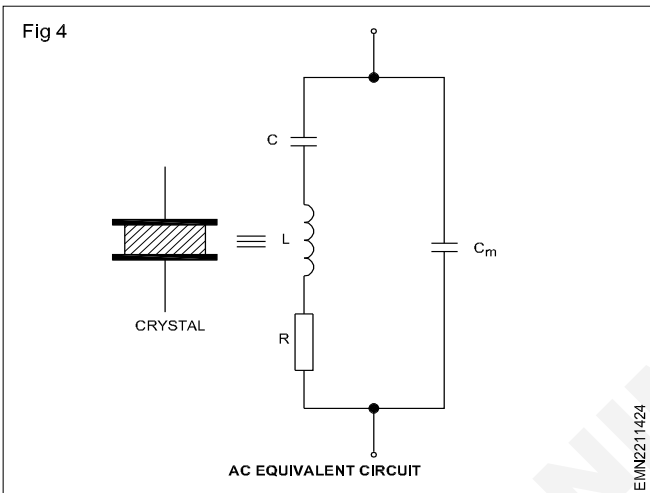 Fig 4
C
L
Cm
R
CRYSTAL
AC EQUIVALENT CIRCUIT
EMN2211424